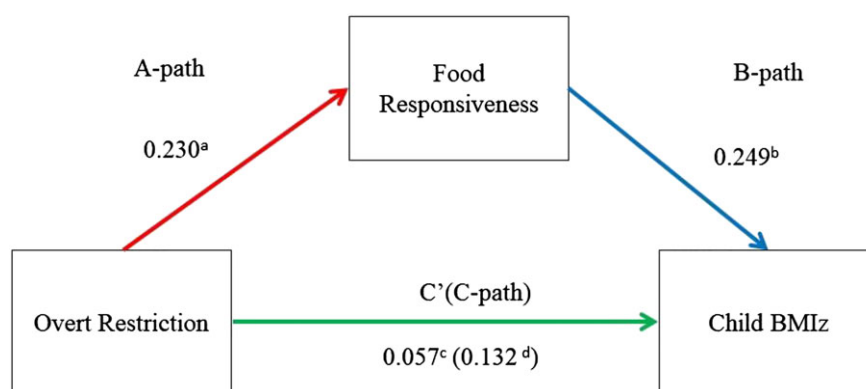 A-path
Food
Responsiveness
B-path
0.230ᵃ
0.249ᵇ
Overt Restriction
C’(C-path)
0.057ᶜ (0.132 ᵈ)
Child BMIz